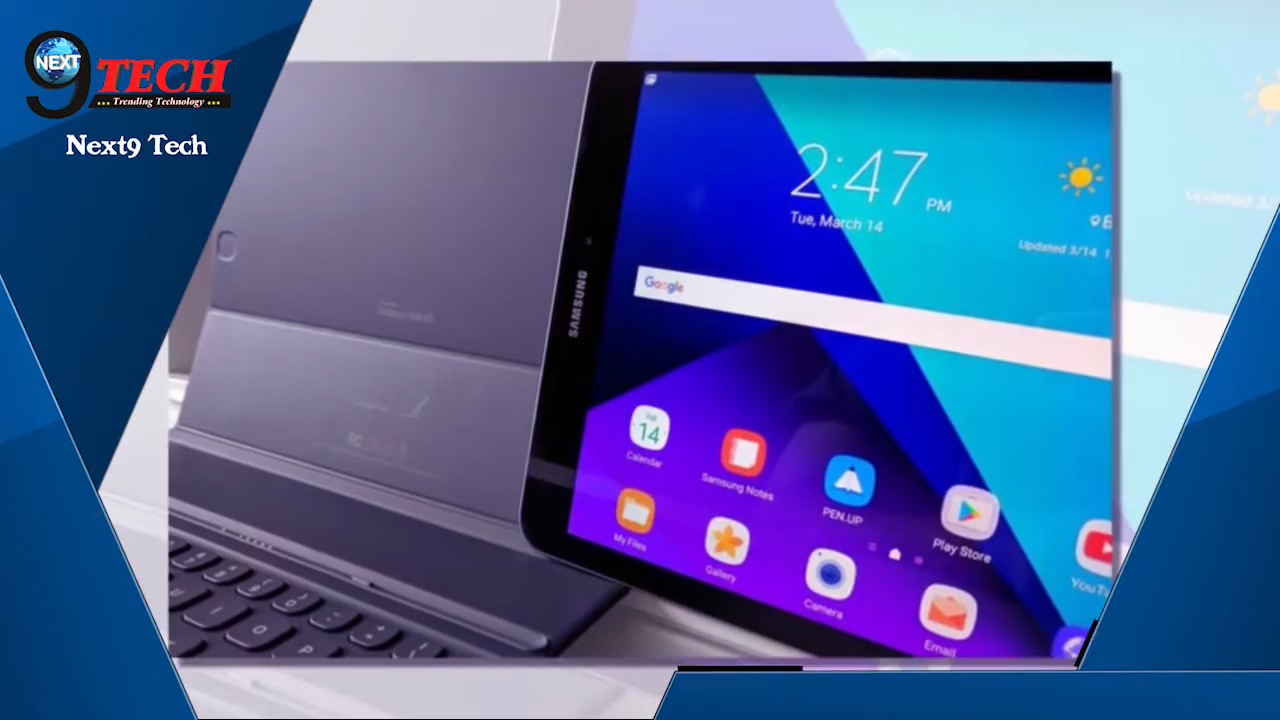 NEXT
9
TECH
... Trending Technology ...
Next9 Tech
2:47 PM
Tue, March 14
Updated 3/14
Google
SAMSUNG
Tue
14
Calendar
Samsung Notes
PEN.UP
Play Store
My Files
Gallery
Camera
Email